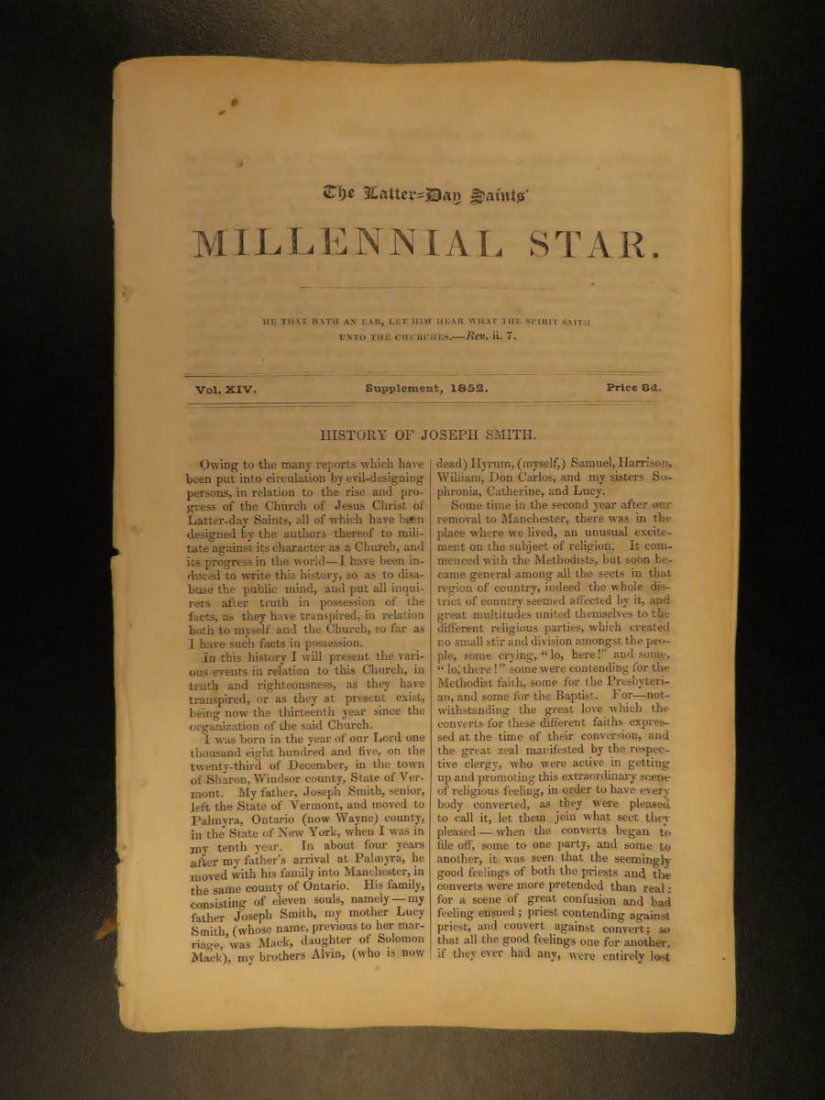 The Latter=Day Saints'
MILLENNIAL STAR.
HE THAT HATH AN EAR, LET HIM HEAR WHAT THE SPIRIT SAITH
UNTO THE CHURCHES.—Rev. ii. 7.
Vol. XIV. Supplement, 1852. Price 8d.
HISTORY OF JOSEPH SMITH.
Owing to the many reports which have
been put into circulation by evil-designing
persons, in relation to the rise and pro-
gress of the Church of Jesus Christ of
Latter-day Saints, all of which have been
designed by the authors thereof to mili-
tate against its character as a Church, and
its progress in the world—I have been in-
duced to write this history, so as to disa-
buse the public mind, and put all inqui-
rers after truth in possession of the
facts, as they have transpired, in relation
both to myself and the Church, so far as
I have such facts in possession.
In this history I will present the vari-
ous events in relation to this Church, in
truth and righteousness, as they have
transpired, or as they at present exist,
being now the thirteenth year since the
organization of the said Church.
I was born in the year of our Lord one
thousand eight hundred and five, on the
twenty-third of December, in the town
of Sharon, Windsor county, State of Ver-
mont. My father, Joseph Smith, senior,
left the State of Vermont, and moved to
Palmyra, Ontario (now Wayne) county,
in the State of New York, when I was in
my tenth year. In about four years
after my father's arrival at Palmyra, he
moved with his family into Manchester, in
the same county of Ontario. His family,
consisting of eleven souls, namely—my
father Joseph Smith, my mother Lucy
Smith, (whose name, previous to her mar-
riage, was Mack, daughter of Solomon
Mack), my brothers Alvin, (who is now
dead) Hyrum, (myself,) Samuel, Harrison,
William, Don Carlos, and my sisters So-
phronia, Catherine, and Lucy.
Some time in the second year after our
removal to Manchester, there was in the
place where we lived, an unusual excite-
ment on the subject of religion. It com-
menced with the Methodists, but soon be-
came general among all the sects in that
region of country, indeed the whole dis-
trict of country seemed affected by it, and
great multitudes united themselves to the
different religious parties, which created
no small stir and division amongst the peo-
ple, some crying, "lo, here!" and some,
"lo, there!" some were contending for the
Methodist faith, some for the Presbyteri-
an, and some for the Baptist. For—not-
withstanding the great love which the
converts for these different faiths expres-
sed at the time of their conversion, and
the great zeal manifested by the respec-
tive clergy, who were active in getting
up and promoting this extraordinary scene
of religious feeling, in order to have every
body converted, as they were pleased
to call it, let them join what sect they
pleased—when the converts began to
file off, some to one party, and some to
another, it was seen that the seemingly
good feelings of both the priests and the
converts were more pretended than real;
for a scene of great confusion and bad
feeling ensued; priest contending against
priest, and convert against convert; so
that all the good feelings one for another,
if they ever had any, were entirely lost